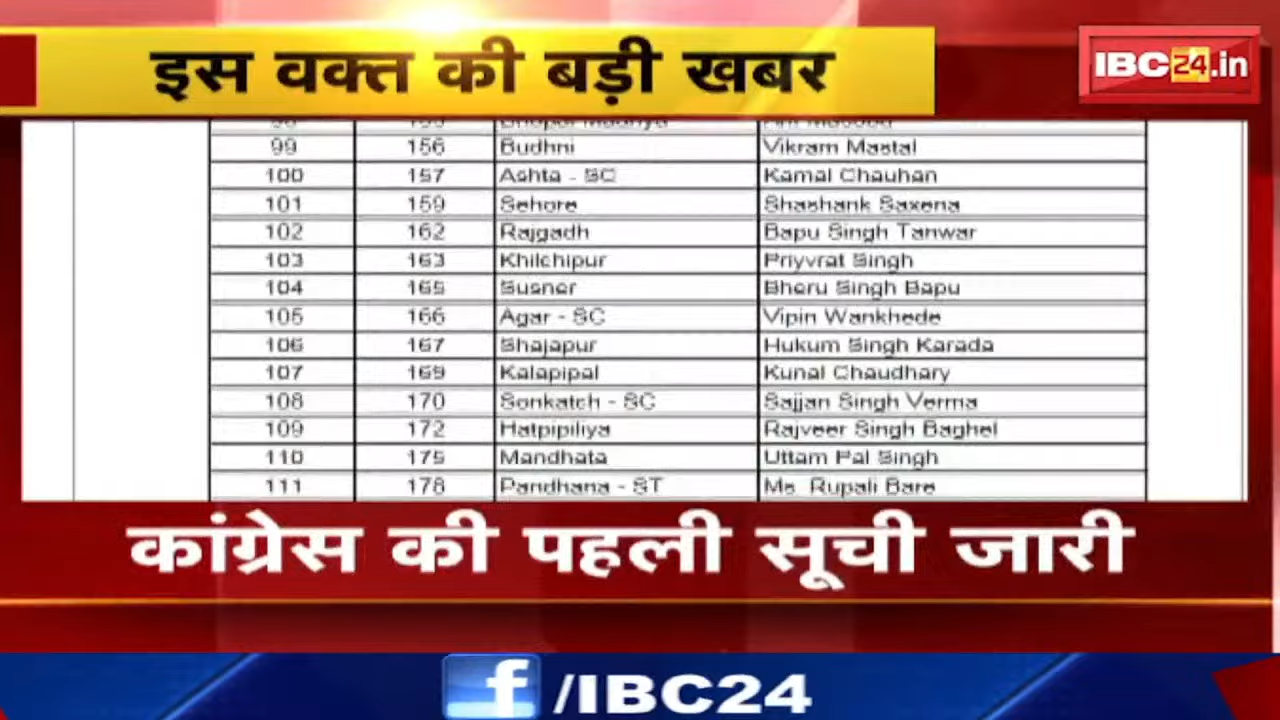 इस वक्त की बड़ी खबर
IBC24.in
99 156 Budhni Vikram Mastal
100 157 Ashta - SC Kamal Chauhan
101 159 Sehore Shashank Saxena
102 162 Rajgadh Bapu Singh Tanwar
103 163 Khilchipur Priyvrat Singh
104 165 Susner Bheru Singh Bapu
105 166 Agar - SC Vipin Wankhede
106 167 Shajapur Hukum Singh Karada
107 169 Kalapipal Kunal Chaudhary
108 170 Sonkatch - SC Sajjan Singh Verma
109 172 Hatpipiliya Rajveer Singh Baghel
110 175 Mandhata Uttam Pal Singh
111 178 Pandhana - ST Ms. Rupali Bare
कांग्रेस की पहली सूची जारी
f /IBC24